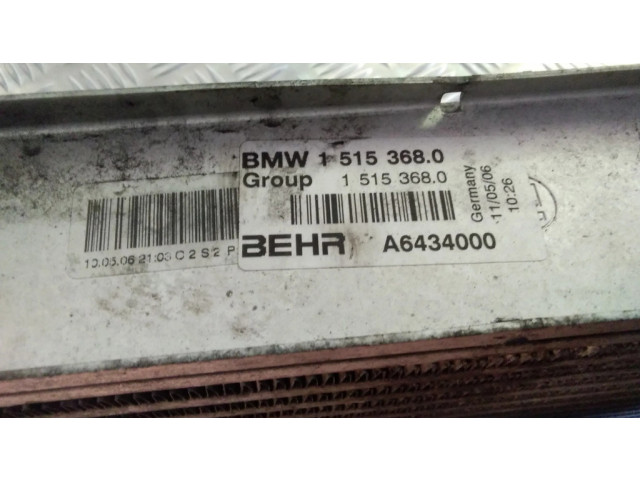 BMW 1 515 368.0
Group 1 515 368.0
BEHR A6434000
Germany
11/05/06
10:26
10.05.06 21:03 C 2 S 2 P